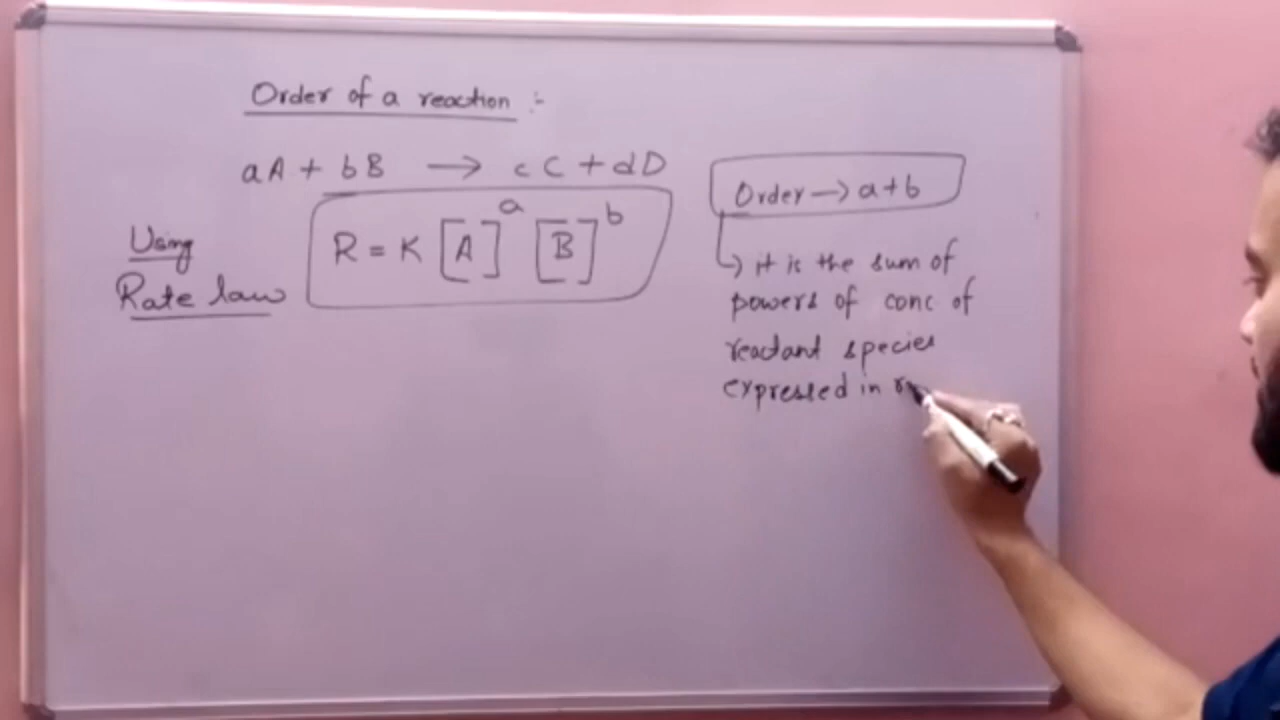 Order of a reaction :-
aA + bB → cC + dD
Using
Rate law
R = K [A]^a [B]^b
Order → a+b
↳ it is the sum of
powers of conc of
reactant species
expressed in